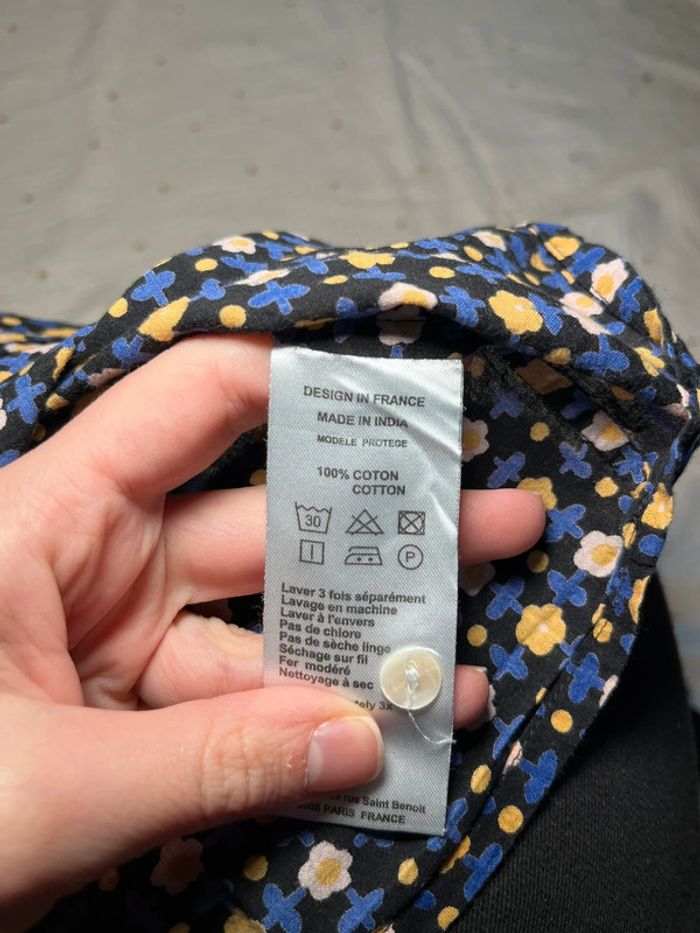 DESIGN IN FRANCE
MADE IN INDIA
MODELE PROTEGE
100% COTON
COTTON
30
P
Laver 3 fois séparément
Lavage en machine
Laver à l'envers
Pas de chlore
Pas de sèche linge
Séchage sur fil
Fer modéré
Nettoyage à sec
3x
rue Saint Benoit
PARIS FRANCE